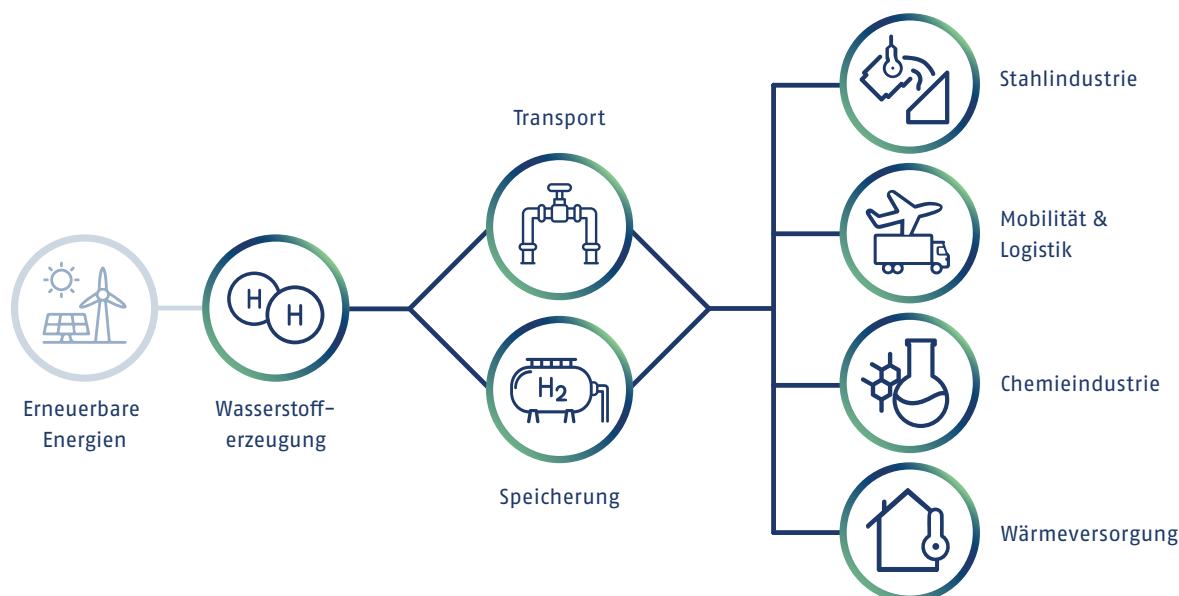 Erneuerbare
Energien
Wasserstoff-
erzeugung
H
H
Transport
H2
Speicherung
Stahlindustrie
Mobilität &
Logistik
Chemieindustrie
Wärmeversorgung